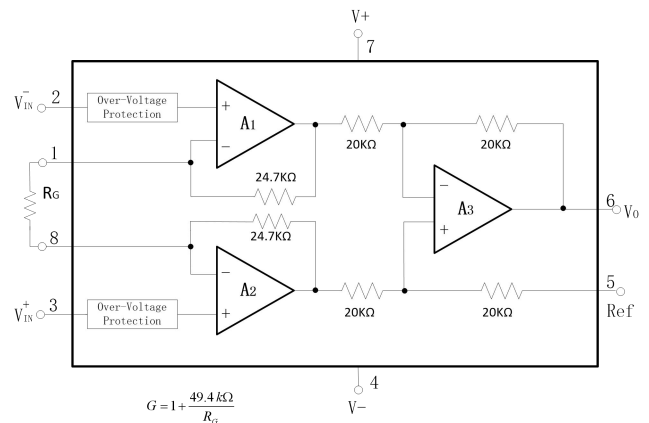 V+
7
V⁻IN
2
Over-Voltage
Protection
+
−
A1
20KΩ
20KΩ
1
RG
24.7KΩ
−
+
A3
6
Vo
8
24.7KΩ
−
+
A2
20KΩ
20KΩ
5
Ref
V⁺IN
3
Over-Voltage
Protection
4
V-
G = 1 + 49.4 kΩ / RG